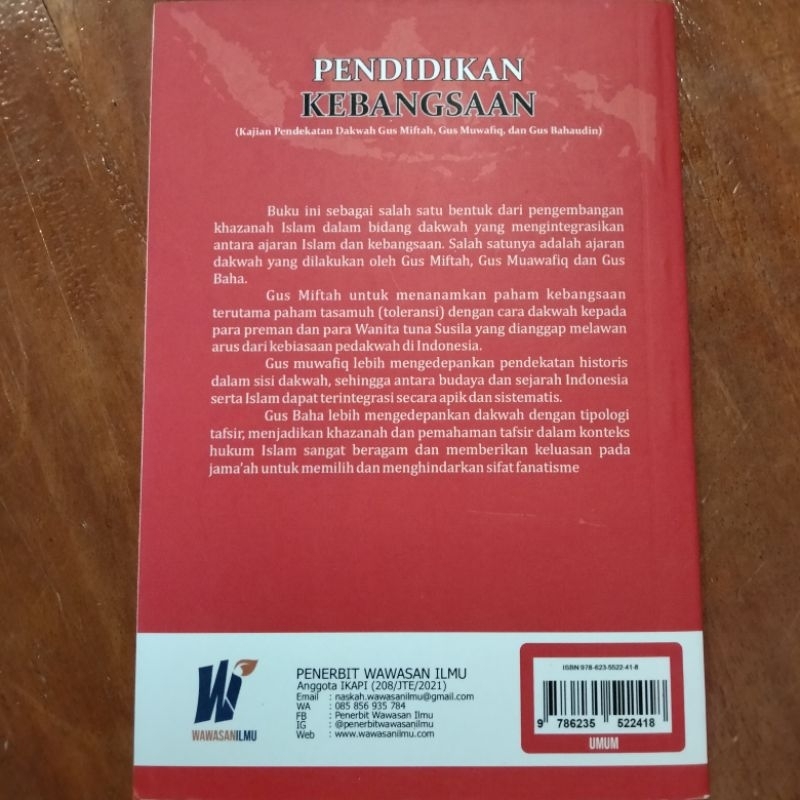 PENDIDIKAN
KEBANGSAAN
(Kajian Pendekatan Dakwah Gus Miftah, Gus Muwafiq, dan Gus Bahaudin)
Buku ini sebagai salah satu bentuk dari pengembangan
khazanah Islam dalam bidang dakwah yang mengintegrasikan
antara ajaran Islam dan kebangsaan. Salah satunya adalah ajaran
dakwah yang dilakukan oleh Gus Miftah, Gus Muawafiq dan Gus
Baha.
Gus Miftah untuk menanamkan paham kebangsaan
terutama paham tasamuh (toleransi) dengan cara dakwah kepada
para preman dan para Wanita tuna Susila yang dianggap melawan
arus dari kebiasaan pedakwah di Indonesia.
Gus muwafiq lebih mengedepankan pendekatan historis
dalam sisi dakwah, sehingga antara budaya dan sejarah Indonesia
serta Islam dapat terintegrasi secara apik dan sistematis.
Gus Baha lebih mengedepankan dakwah dengan tipologi
tafsir, menjadikan khazanah dan pemahaman tafsir dalam konteks
hukum Islam sangat beragam dan memberikan keluasan pada
jama'ah untuk memilih dan menghindarkan sifat fanatisme
WAWASANILMU
PENERBIT WAWASAN ILMU
Anggota IKAPI (208/JTE/2021)
Email : naskah.wawasanilmu@gmail.com
WA : 085 856 935 784
FB : Penerbit Wawasan Ilmu
IG : @penerbitwawasanilmu
Web : www.wawasanilmu.com
ISBN 978-623-5522-41-8
9 786235 522418
UMUM